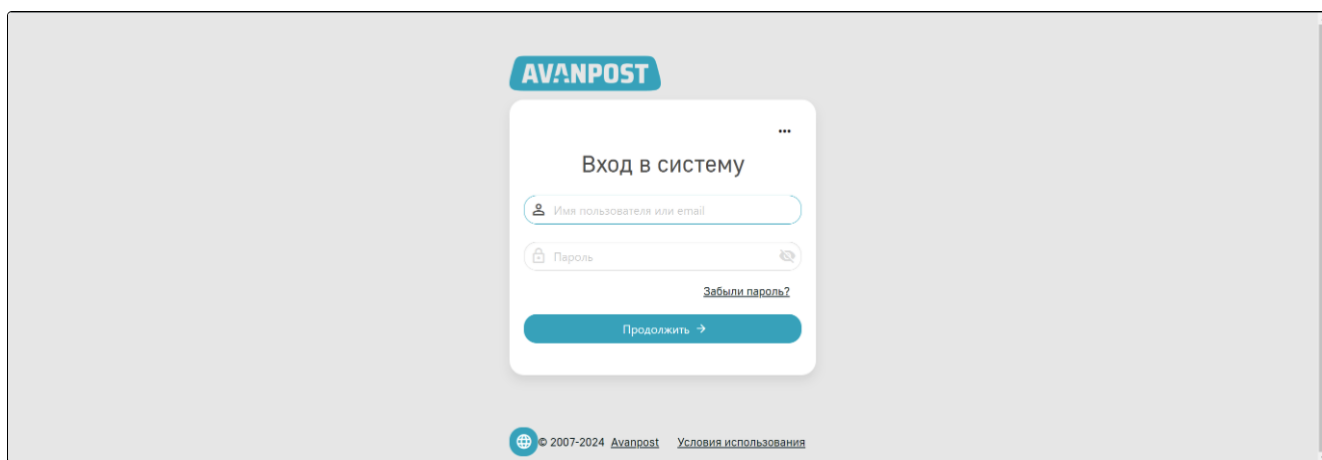 AVANPOST
...
Вход в систему
Имя пользователя или email
Пароль
Забыли пароль?
Продолжить →
© 2007-2024 Avanpost Условия использования